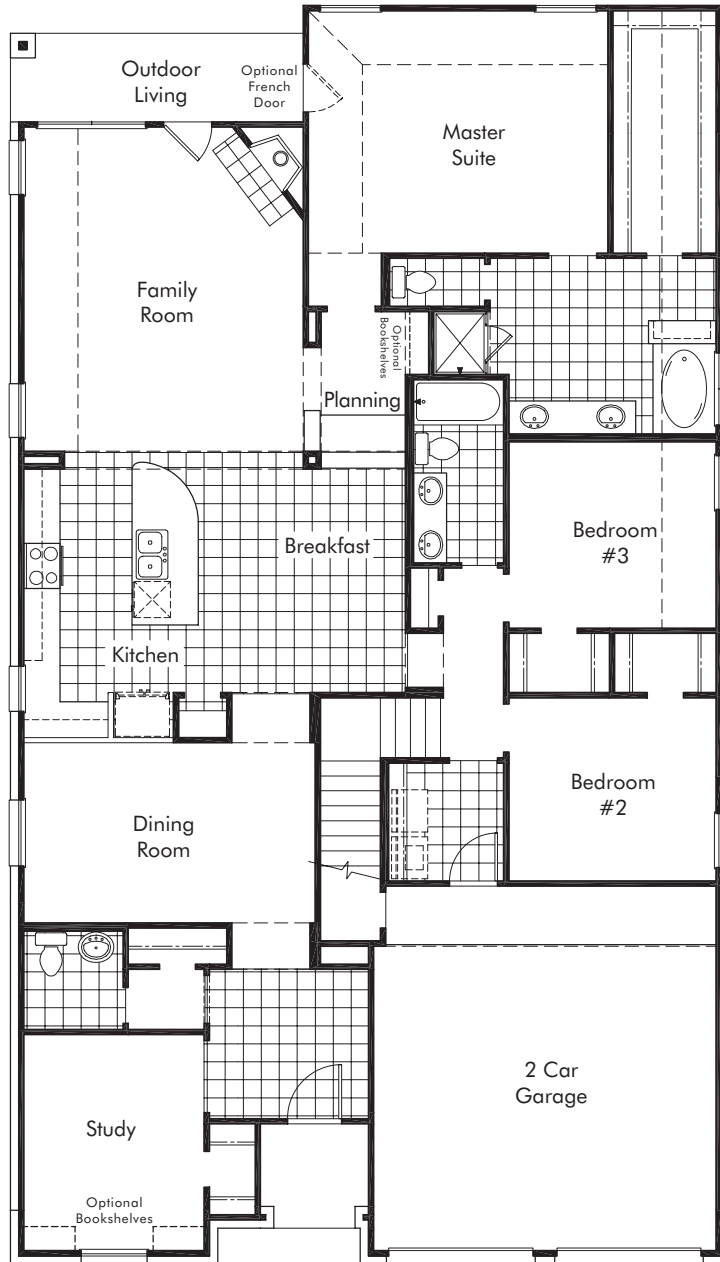 Outdoor
Living
Optional
French
Door
Master
Suite
Family
Room
Optional
Bookshelves
Planning
Breakfast
Bedroom
#3
Kitchen
Bedroom
#2
Dining
Room
2 Car
Garage
Study
Optional
Bookshelves